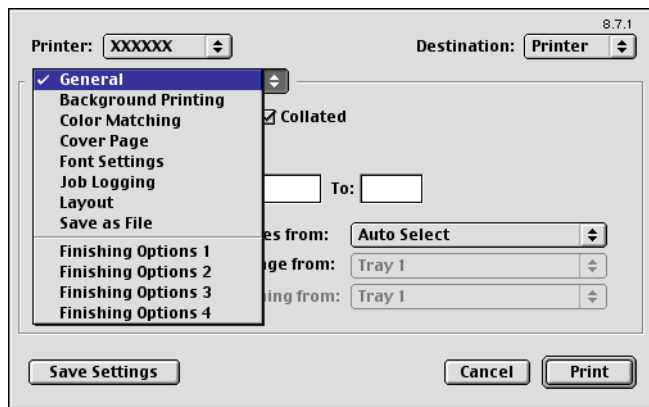 8.7.1
Printer: XXXXXX Destination: Printer
✓ General
Background Printing
Color Matching
Collated
Cover Page
Font Settings
Job Logging
To:
Layout
Save as File
es from: Auto Select
Finishing Options 1
Finishing Options 2
ge from: Tray 1
Finishing Options 3
ing from: Tray 1
Finishing Options 4
Save Settings Cancel Print